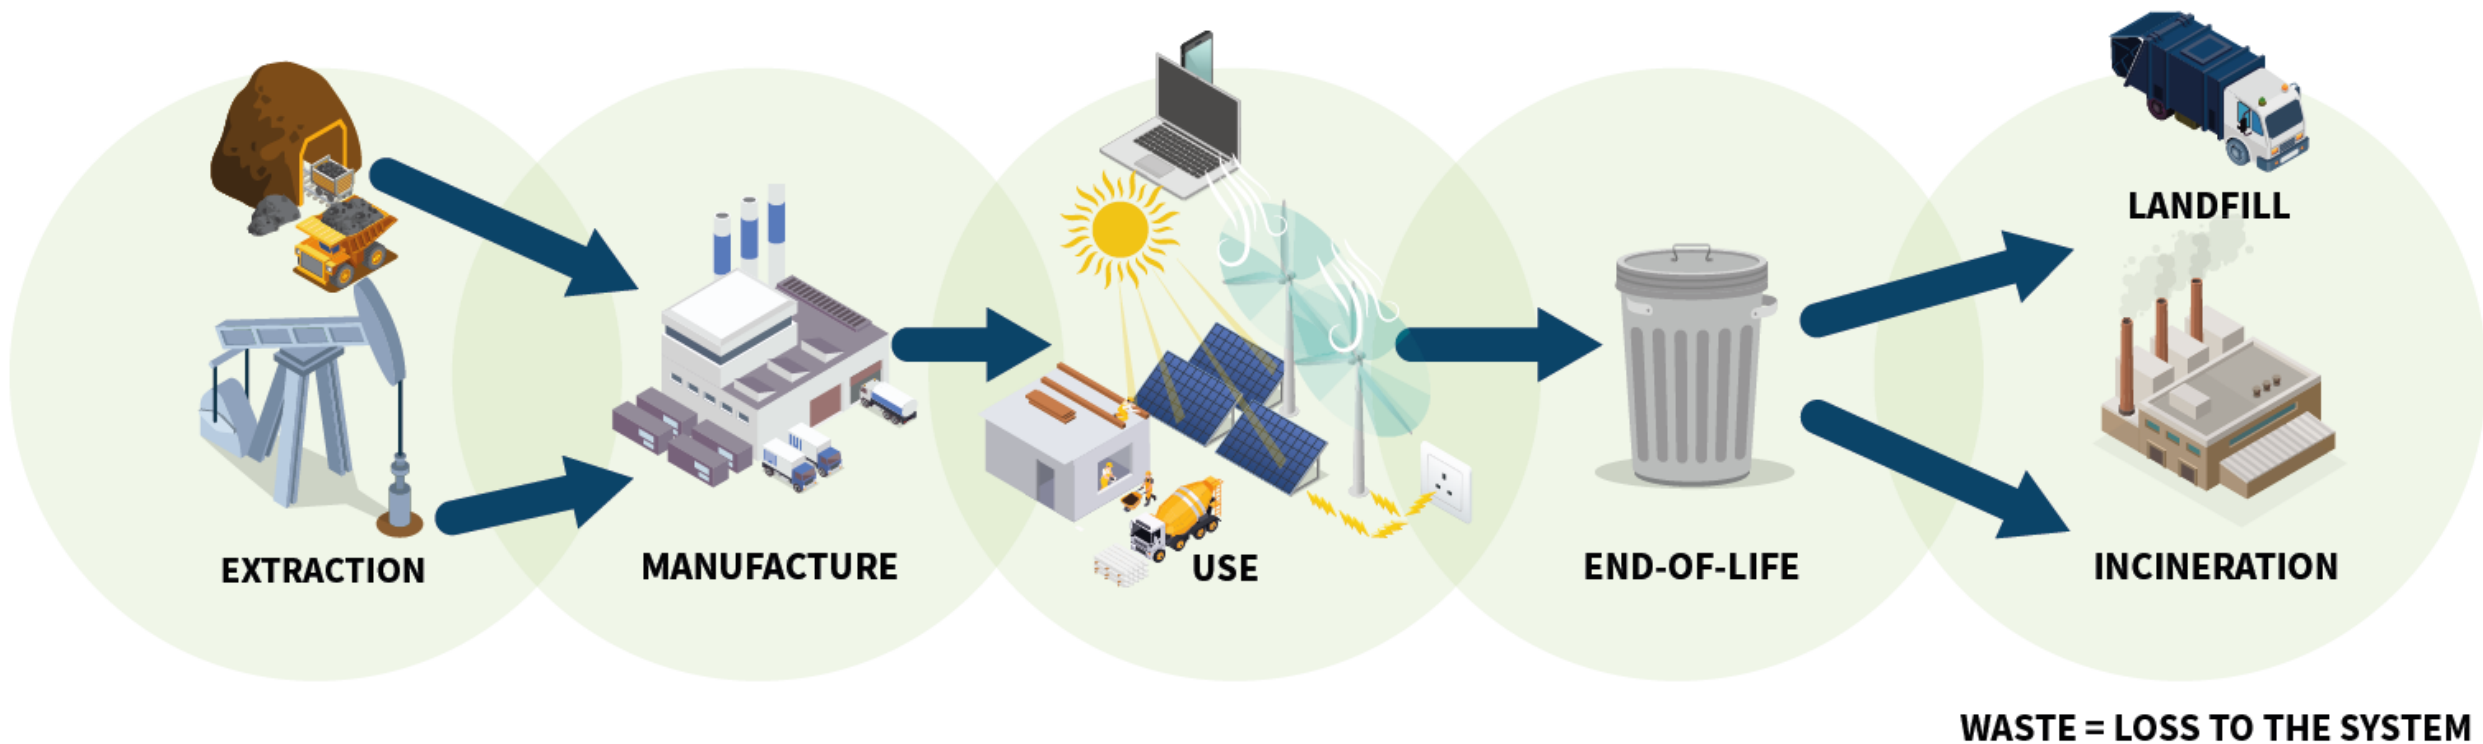 EXTRACTION
MANUFACTURE
USE
END-OF-LIFE
LANDFILL
INCINERATION
WASTE = LOSS TO THE SYSTEM